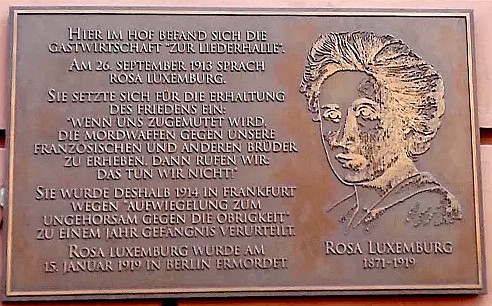 HIER IM HOF BEFAND SICH DIE
GASTWIRTSCHAFT "ZUR LIEDERHALLE".
AM 26. SEPTEMBER 1913 SPRACH
ROSA LUXEMBURG.
SIE SETZTE SICH FÜR DIE ERHALTUNG
DES FRIEDENS EIN:
"WENN UNS ZUGEMUTET WIRD,
DIE MORDWAFFEN GEGEN UNSERE
FRANZÖSISCHEN UND ANDEREN BRÜDER
ZU ERHEBEN, DANN RUFEN WIR:
DAS TUN WIR NICHT!"
SIE WURDE DESHALB 1914 IN FRANKFURT
WEGEN "AUFWIEGELUNG ZUM
UNGEHORSAM GEGEN DIE OBRIGKEIT"
ZU EINEM JAHR GEFÄNGNIS VERURTEILT.
ROSA LUXEMBURG WURDE AM
15. JANUAR 1919 IN BERLIN ERMORDET.
ROSA LUXEMBURG
1871-1919